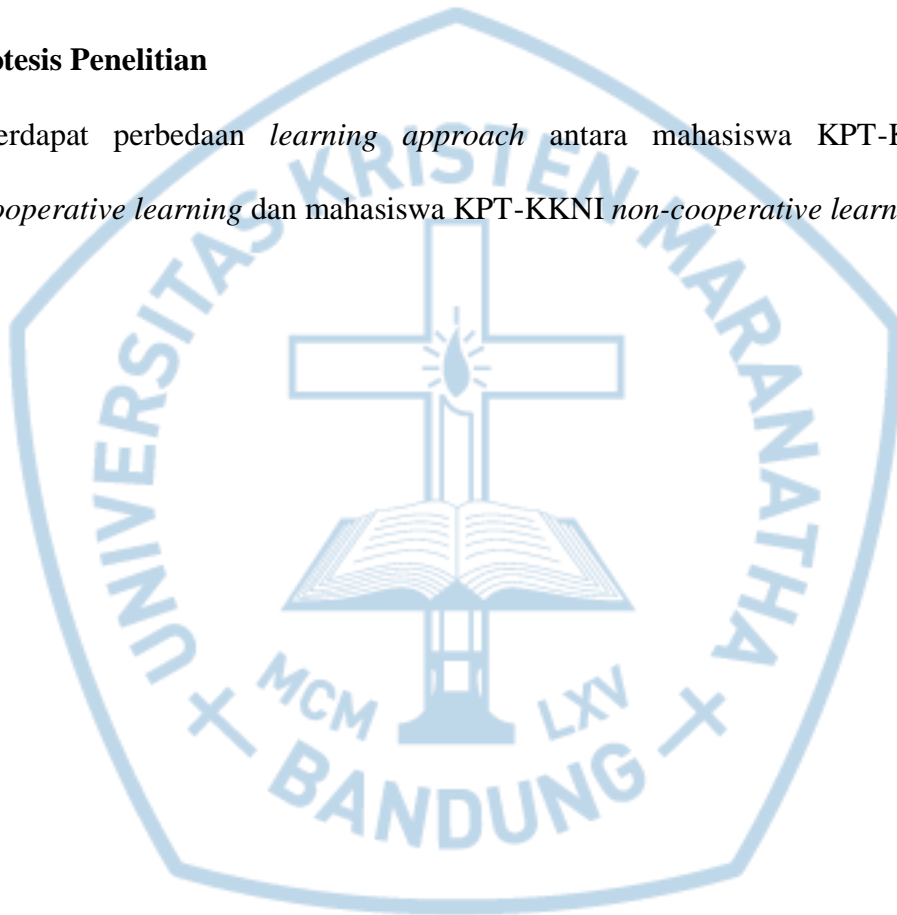 otesis Penelitian
erdapat perbedaan learning approach antara mahasiswa KPT-K
ooperative learning dan mahasiswa KPT-KKNI non-cooperative learn
UNIVERSITAS KRISTEN MARANATHA
MCM LXV
BANDUNG